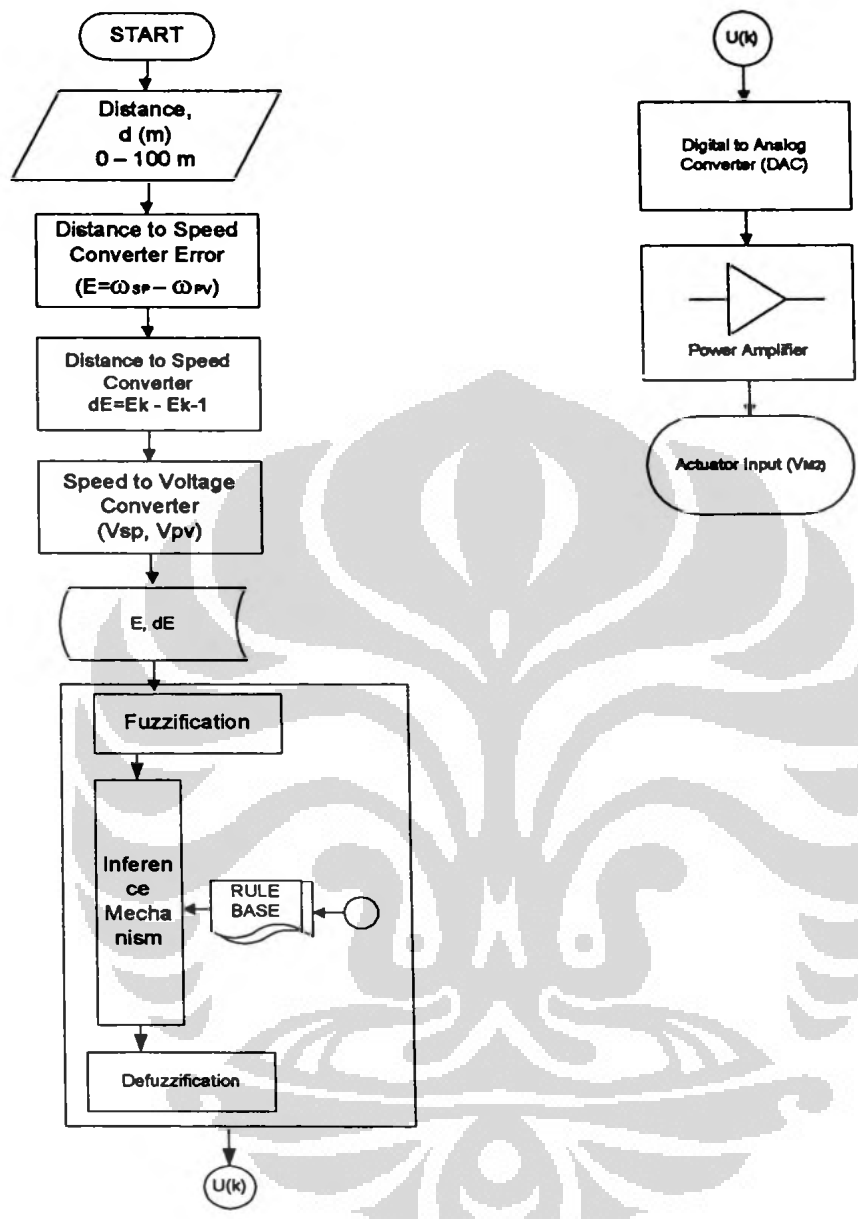 START
Distance,
d (m)
0 – 100 m
Distance to Speed
Converter Error
(E=ωSP – ωPV)
Distance to Speed
Converter
dE=Ek - Ek-1
Speed to Voltage
Converter
(Vsp, Vpv)
E, dE
Fuzzification
Inferen
ce
Mecha
nism
RULE
BASE
Defuzzification
U(k)
U(k)
Digital to Analog
Converter (DAC)
Power Amplifier
Actuator Input (VM2)